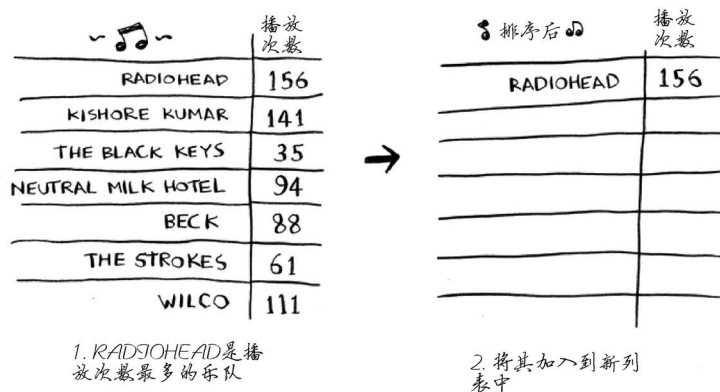 播放
次数
RADIOHEAD 156
KISHORE KUMAR 141
THE BLACK KEYS 35
NEUTRAL MILK HOTEL 94
BECK 88
THE STROKES 61
WILCO 111
1. RADIOHEAD是播
放次数最多的乐队
排序后
播放
次数
RADIOHEAD 156
2. 将其加入到新列
表中